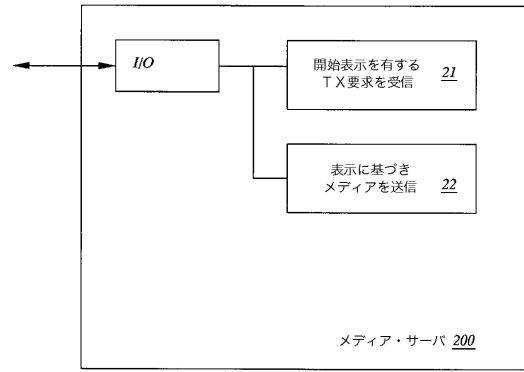 I/O
開始表示を有する
TX要求を受信 21
表示に基づき
メディアを送信 22
メディア・サーバ 200